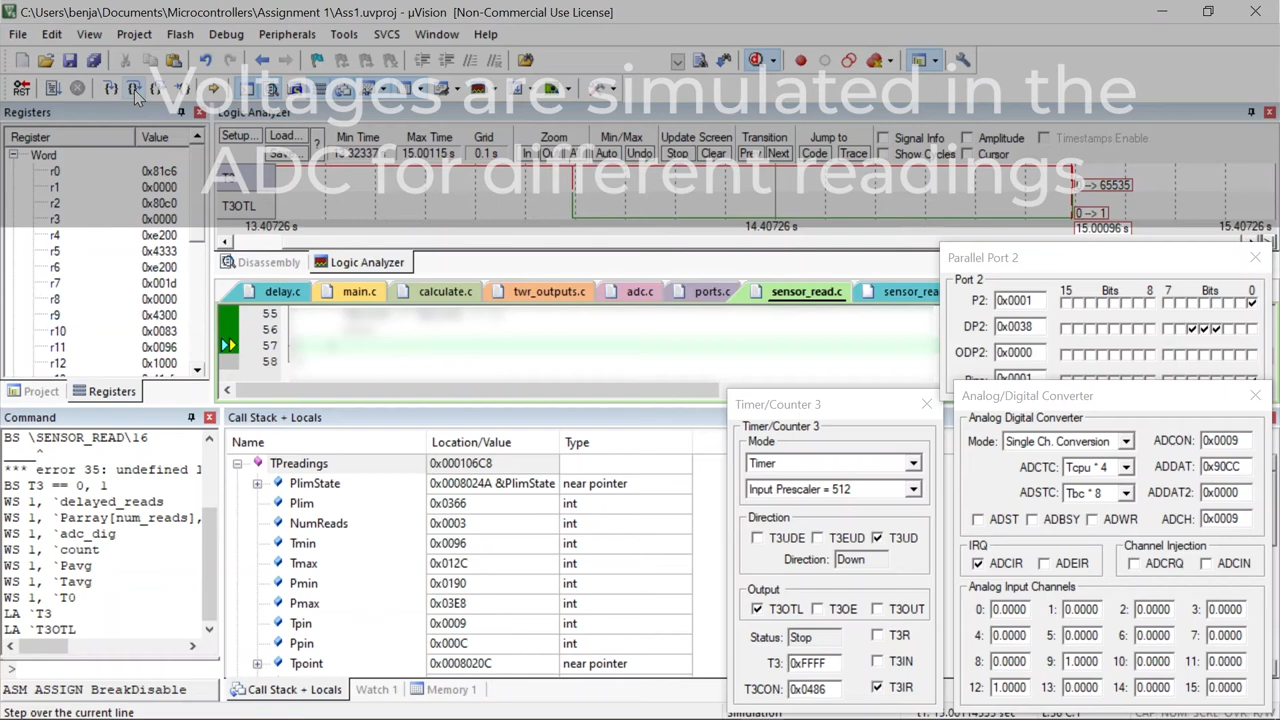 C:\Users\benja\Documents\Microcontrollers\Assignment 1\Ass1.uvproj - µVision [Non-Commercial Use License]
File Edit View Project Flash Debug Peripherals Tools SVCS Window Help
Voltages are simulated in the
ADC for different readings
Registers
Register Value
Word
r0 0x81c6
r1 0x0000
r2 0x80c0
r3 0x0000
r4 0xe200
r5 0x4333
r6 0xe200
r7 0x001d
r8 0x0000
r9 0x4300
r10 0x0083
r11 0x0096
r12 0x1000
Project Registers
Logic Analyzer
Setup... Load... Min Time Max Time Grid Zoom Min/Max Update Screen Transition Jump to Signal Info Amplitude Timestamps Enable
15.00115 s 0.1 s Auto Undo Stop Clear Next Code Trace Show Cycles Cursor
0 --> 65535
T3OTL
0 --> 1
13.40726 s 14.40726 s 15.00096 s 15.40726 s
Disassembly Logic Analyzer
delay.c main.c calculate.c twr_outputs.c adc.c ports.c sensor_read.c sensor_rea
55
56
57
58
Parallel Port 2
Port 2
15 Bits 8 7 Bits 0
P2: 0x0001
DP2: 0x0038
ODP2: 0x0000
Command
BS \SENSOR_READ\16
*** error 35: undefined l
BS T3 == 0, 1
WS 1, `delayed_reads
WS 1, `Parray[num_reads],
WS 1, `adc_dig
WS 1, `count
WS 1, `Pavg
WS 1, `Tavg
WS 1, `T0
LA `T3
LA `T3OTL
>
ASM ASSIGN BreakDisable
Step over the current line
Call Stack + Locals
Name Location/Value Type
TPreadings 0x000106C8
PlimState 0x0008024A &PlimState near pointer
Plim 0x0366 int
NumReads 0x0003 int
Tmin 0x0096 int
Tmax 0x012C int
Pmin 0x0190 int
Pmax 0x03E8 int
Tpin 0x0009 int
Ppin 0x000C int
Tpoint 0x0008020C near pointer
Call Stack + Locals Watch 1 Memory 1
Timer/Counter 3
Timer/Counter 3
Mode
Timer
Input Prescaler = 512
Direction
T3UDE T3EUD T3UD
Direction: Down
Output
T3OTL T3OE T3OUT
Status: Stop T3R
T3: 0xFFFF T3IN
T3CON: 0x0486 T3IR
Analog/Digital Converter
Analog Digital Converter
Mode: Single Ch. Conversion ADCON: 0x0009
ADCTC: Tcpu * 4 ADDAT: 0x90CC
ADSTC: Tbc * 8 ADDAT2: 0x0000
ADST ADBSY ADWR ADCH: 0x0009
IRQ Channel Injection
ADCIR ADEIR ADCRQ ADCIN
Analog Input Channels
0: 0.0000 1: 0.0000 2: 0.0000 3: 0.0000
4: 0.0000 5: 0.0000 6: 0.0000 7: 0.0000
8: 0.0000 9: 1.0000 10: 0.0000 11: 0.0000
12: 1.0000 13: 0.0000 14: 0.0000 15: 0.0000